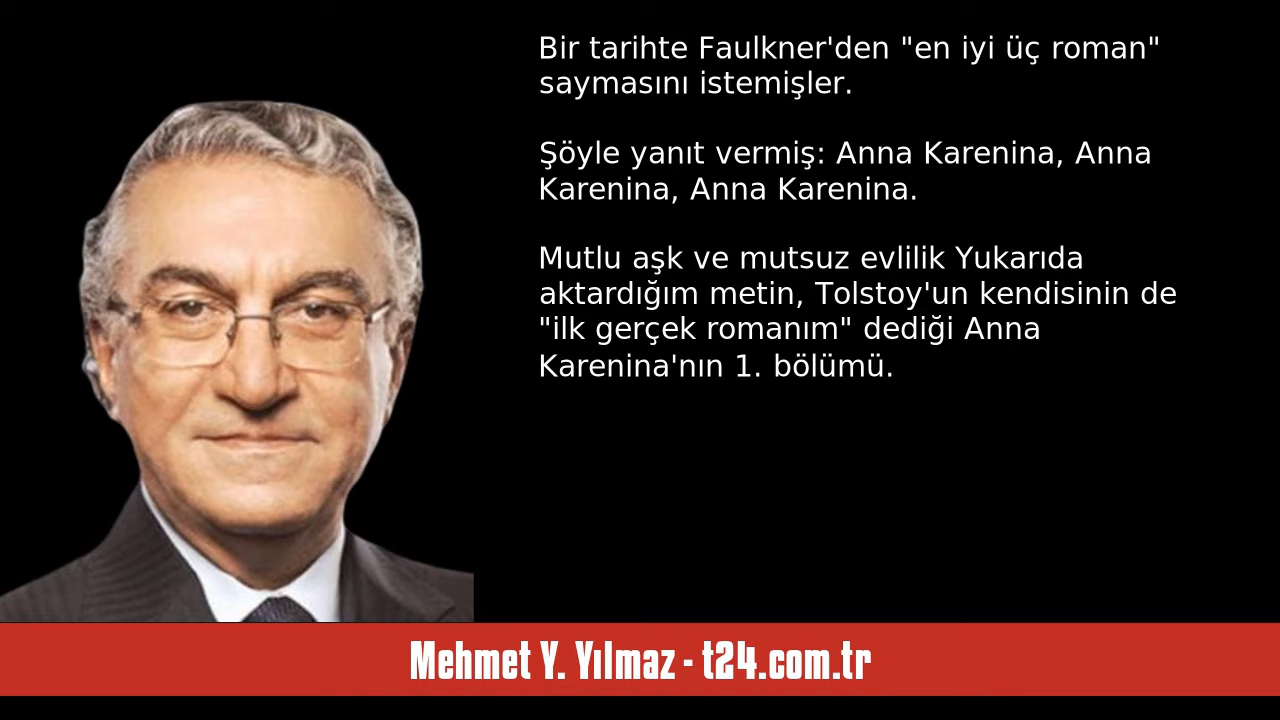 Bir tarihte Faulkner'den "en iyi üç roman"
saymasını istemişler.
Şöyle yanıt vermiş: Anna Karenina, Anna
Karenina, Anna Karenina.
Mutlu aşk ve mutsuz evlilik Yukarıda
aktardığım metin, Tolstoy'un kendisinin de
"ilk gerçek romanım" dediği Anna
Karenina'nın 1. bölümü.
Mehmet Y. Yılmaz - t24.com.tr